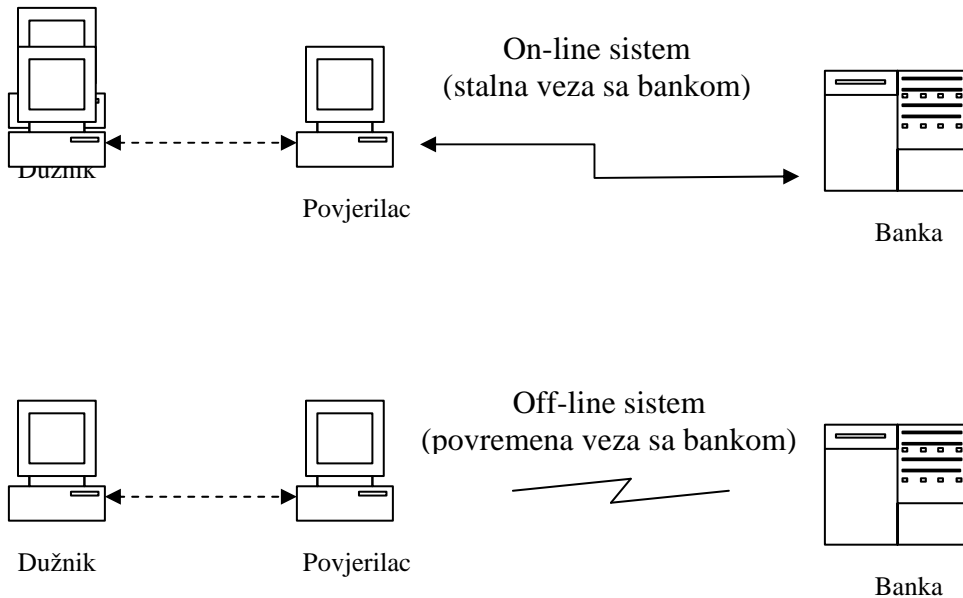 On-line sistem
(stalna veza sa bankom)
Dužnik
Povjerilac
Banka
Off-line sistem
(povremena veza sa bankom)
Dužnik
Povjerilac
Banka